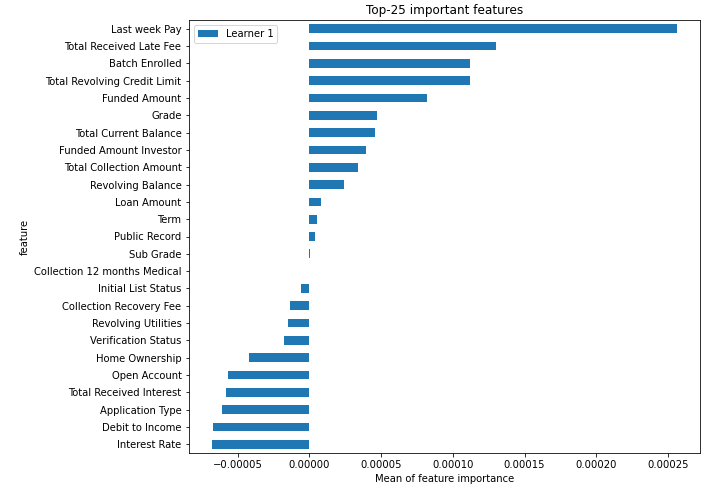 Top-25 important features
Learner 1
Last week Pay
Total Received Late Fee
Batch Enrolled
Total Revolving Credit Limit
Funded Amount
Grade
Total Current Balance
Funded Amount Investor
Total Collection Amount
Revolving Balance
Loan Amount
Term
Public Record
Sub Grade
Collection 12 months Medical
Initial List Status
Collection Recovery Fee
Revolving Utilities
Verification Status
Home Ownership
Open Account
Total Received Interest
Application Type
Debit to Income
Interest Rate
feature
−0.00005 0.00000 0.00005 0.00010 0.00015 0.00020 0.00025
Mean of feature importance